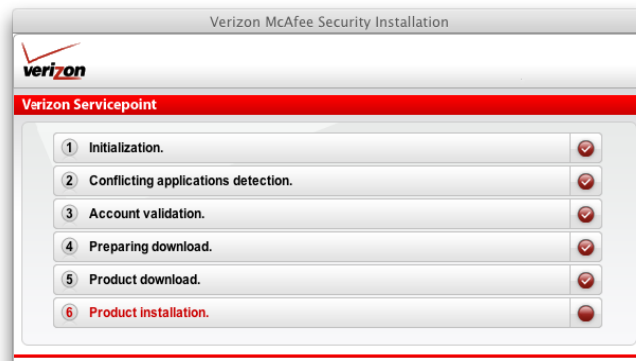 Verizon McAfee Security Installation
verizon
Verizon Servicepoint
1 Initialization.
2 Conflicting applications detection.
3 Account validation.
4 Preparing download.
5 Product download.
6 Product installation.